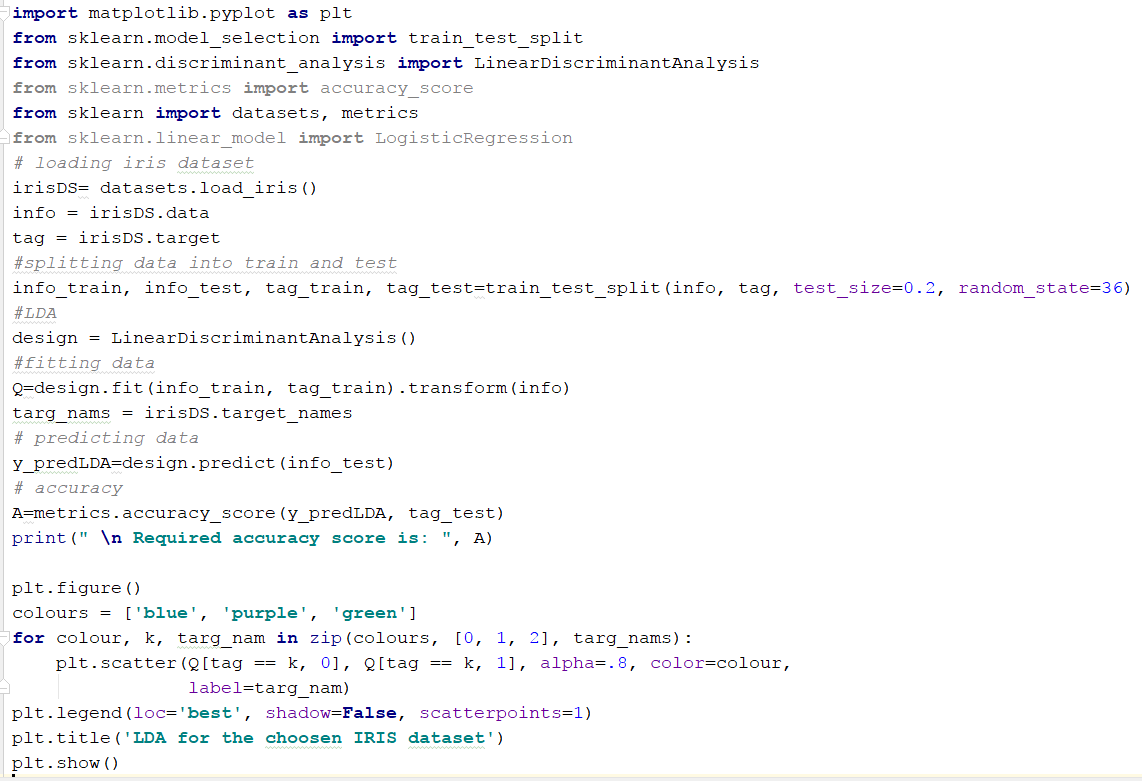 import matplotlib.pyplot as plt
from sklearn.model_selection import train_test_split
from sklearn.discriminant_analysis import LinearDiscriminantAnalysis
from sklearn.metrics import accuracy_score
from sklearn import datasets, metrics
from sklearn.linear_model import LogisticRegression
# loading iris dataset
irisDS= datasets.load_iris()
info = irisDS.data
tag = irisDS.target
#splitting data into train and test
info_train, info_test, tag_train, tag_test=train_test_split(info, tag, test_size=0.2, random_state=36)
#LDA
design = LinearDiscriminantAnalysis()
#fitting data
Q=design.fit(info_train, tag_train).transform(info)
targ_nams = irisDS.target_names
# predicting data
y_predLDA=design.predict(info_test)
# accuracy
A=metrics.accuracy_score(y_predLDA, tag_test)
print(" \n Required accuracy score is: ", A)

plt.figure()
colours = ['blue', 'purple', 'green']
for colour, k, targ_nam in zip(colours, [0, 1, 2], targ_nams):
    plt.scatter(Q[tag == k, 0], Q[tag == k, 1], alpha=.8, color=colour,
                label=targ_nam)
plt.legend(loc='best', shadow=False, scatterpoints=1)
plt.title('LDA for the choosen IRIS dataset')
plt.show()